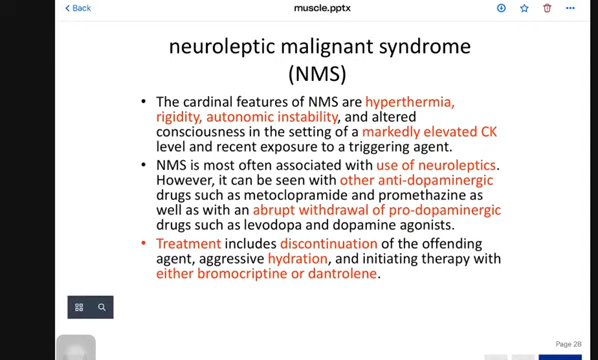 Back
muscle.pptx
neuroleptic malignant syndrome
(NMS)
• The cardinal features of NMS are hyperthermia,
rigidity, autonomic instability, and altered
consciousness in the setting of a markedly elevated CK
level and recent exposure to a triggering agent.
• NMS is most often associated with use of neuroleptics.
However, it can be seen with other anti-dopaminergic
drugs such as metoclopramide and promethazine as
well as with an abrupt withdrawal of pro-dopaminergic
drugs such as levodopa and dopamine agonists.
• Treatment includes discontinuation of the offending
agent, aggressive hydration, and initiating therapy with
either bromocriptine or dantrolene.
Page 28